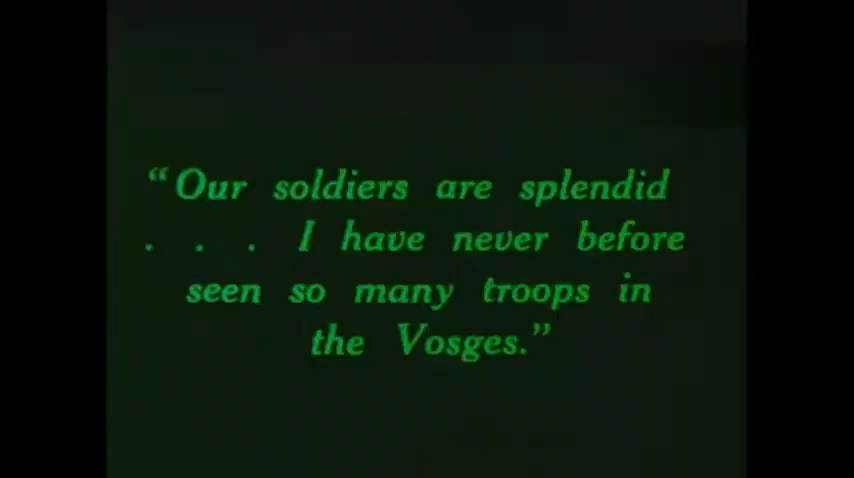 “Our soldiers are splendid
. . . I have never before
seen so many troops in
the Vosges.”